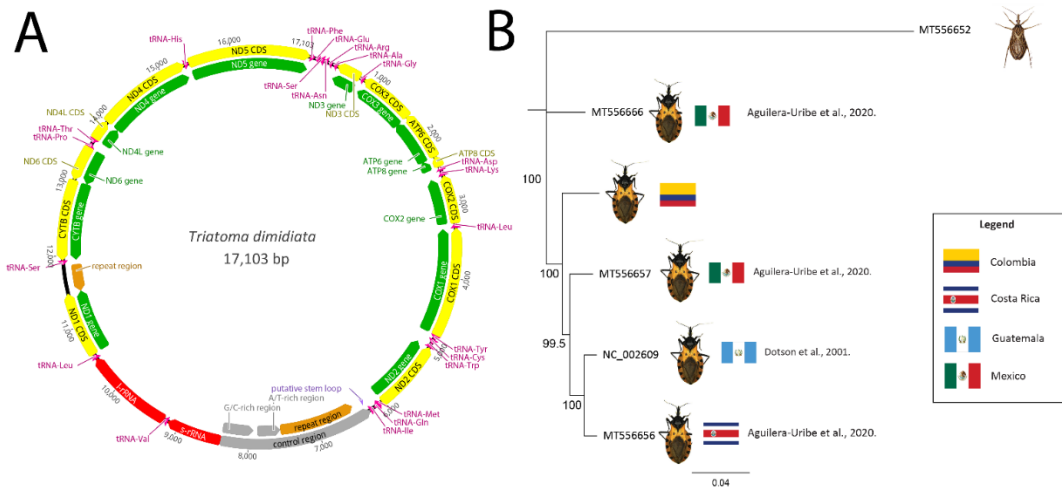 A
tRNA-His
ND5 CDS
ND5 gene
16,000
17,103
tRNA-Phe
tRNA-Glu
tRNA-Arg
tRNA-Ala
tRNA-Gly
tRNA-Ser
tRNA-Asn
ND3 gene
ND3 CDS
1,000
COX3 CDS
COX3 gene
2,000
ATP6 CDS
ATP8 CDS
ATP6 gene
ATP8 gene
tRNA-Asp
tRNA-Lys
3,000
COX2 CDS
COX2 gene
tRNA-Leu
4,000
COX1 CDS
COX1 gene
tRNA-Tyr
tRNA-Cys
tRNA-Trp
5,000
ND2 CDS
ND2 gene
6,000
tRNA-Met
tRNA-Gln
tRNA-Ile
putative stem loop
A/T-rich region
G/C-rich region
repeat region
control region
7,000
8,000
s-rRNA
9,000
tRNA-Val
l-rRNA
10,000
tRNA-Leu
11,000
ND1 CDS
ND1 gene
repeat region
tRNA-Ser
12,000
CYTB CDS
CYTB gene
13,000
ND6 CDS
ND6 gene
tRNA-Pro
tRNA-Thr
ND4L CDS
ND4L gene
14,000
ND4 CDS
ND4 gene
15,000
Triatoma dimidiata
17,103 bp
B
MT556652
MT556666
Aguilera-Uribe et al., 2020.
100
100
MT556657
Aguilera-Uribe et al., 2020.
99.5
NC_002609
Dotson et al., 2001.
100
MT556656
Aguilera-Uribe et al., 2020.
0.04
Legend
Colombia
Costa Rica
Guatemala
Mexico